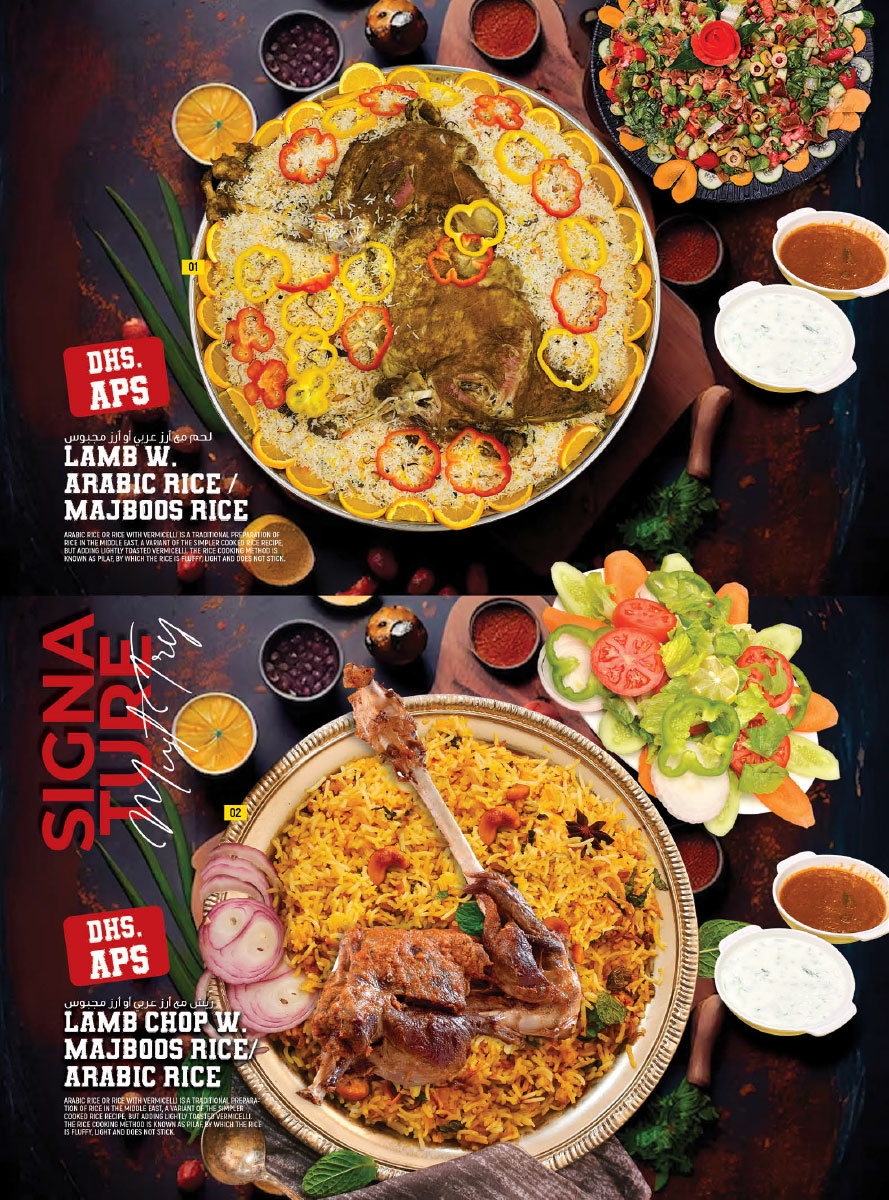 01
DHS.
APS
لحم مع أرز عربي أو أرز مجبوس
LAMB W.
ARABIC RICE /
MAJBOOS RICE
ARABIC RICE OR RICE WITH VERMICELLI IS A TRADITIONAL PREPARATION OF
RICE IN THE MIDDLE EAST, A VARIANT OF THE SIMPLER COOKED RICE RECIPE,
BUT ADDING LIGHTLY TOASTED VERMICELLI. THE RICE COOKING METHOD IS
KNOWN AS PILAF, BY WHICH THE RICE IS FLUFFY, LIGHT AND DOES NOT STICK.
SIGNA
TURE
Must Try
02
DHS.
APS
ريش مع أرز عربي أو أرز مجبوس
LAMB CHOP W.
MAJBOOS RICE/
ARABIC RICE
ARABIC RICE OR RICE WITH VERMICELLI IS A TRADITIONAL PREPARA-
TION OF RICE IN THE MIDDLE EAST, A VARIANT OF THE SIMPLER
COOKED RICE RECIPE, BUT ADDING LIGHTLY TOASTED VERMICELLI.
THE RICE COOKING METHOD IS KNOWN AS PILAF, BY WHICH THE RICE
IS FLUFFY, LIGHT AND DOES NOT STICK.